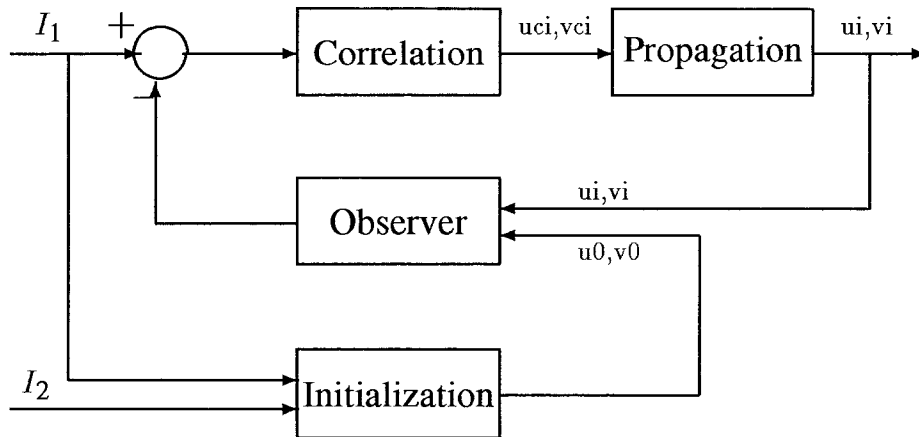 I₁
+
Correlation
uci,vci
Propagation
ui,vi
−
Observer
ui,vi
u0,v0
I₂
Initialization